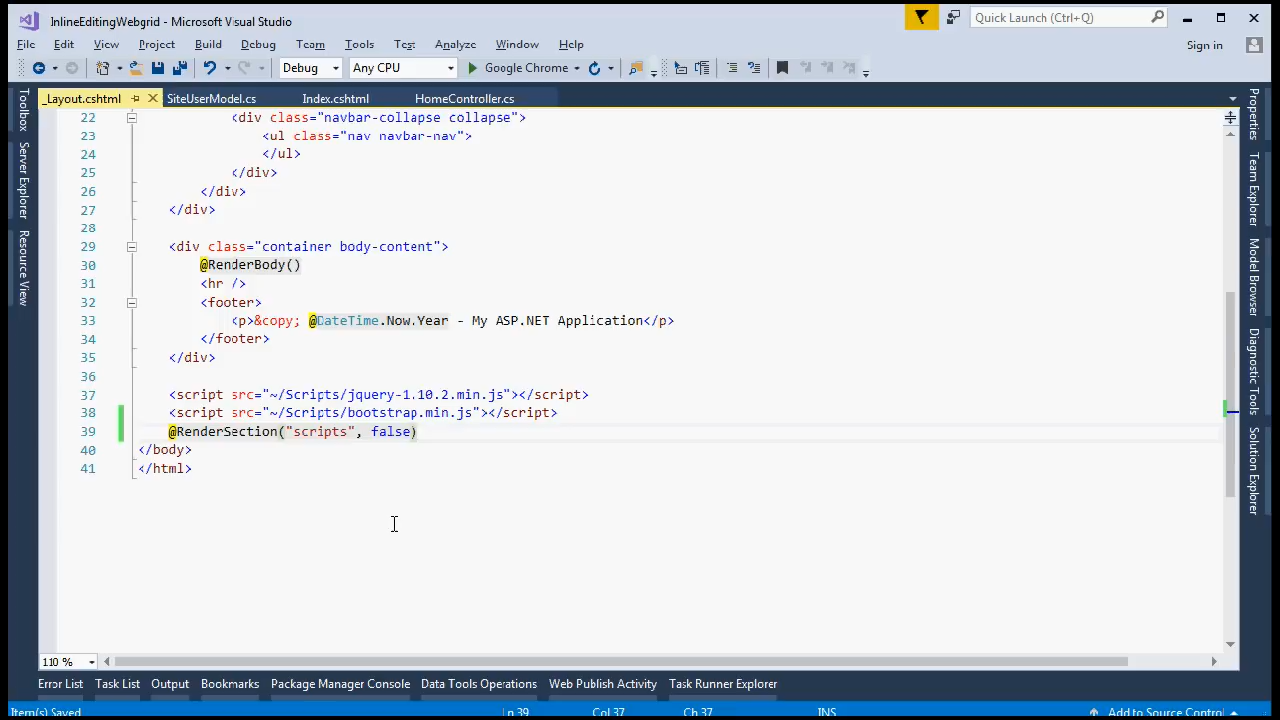 InlineEditingWebgrid - Microsoft Visual Studio
Quick Launch (Ctrl+Q)
File Edit View Project Build Debug Team Tools Test Analyze Window Help
Sign in
Debug Any CPU Google Chrome
_Layout.cshtml SiteUserModel.cs Index.cshtml HomeController.cs
Toolbox
Server Explorer
Resource View
22 <div class="navbar-collapse collapse">
23 <ul class="nav navbar-nav">
24 </ul>
25 </div>
26 </div>
27 </div>
28
29 <div class="container body-content">
30 @RenderBody()
31 <hr />
32 <footer>
33 <p>&copy; @DateTime.Now.Year - My ASP.NET Application</p>
34 </footer>
35 </div>
36
37 <script src="~/Scripts/jquery-1.10.2.min.js"></script>
38 <script src="~/Scripts/bootstrap.min.js"></script>
39 @RenderSection("scripts", false)
40 </body>
41 </html>
Properties
Team Explorer
Model Browser
Diagnostic Tools
Solution Explorer
110 %
Error List Task List Output Bookmarks Package Manager Console Data Tools Operations Web Publish Activity Task Runner Explorer
Item(s) Saved Ln 39 Col 37 Ch 37 INS Add to Source Control